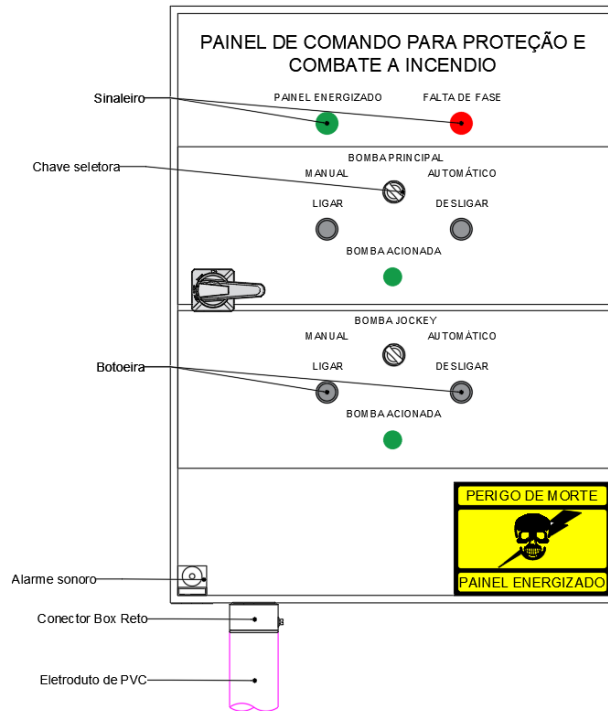 PAINEL DE COMANDO PARA PROTEÇÃO E
COMBATE A INCENDIO
Sinaleiro
PAINEL ENERGIZADO
FALTA DE FASE
BOMBA PRINCIPAL
Chave seletora
MANUAL
AUTOMÁTICO
LIGAR
DESLIGAR
BOMBA ACIONADA
BOMBA JOCKEY
MANUAL
AUTOMÁTICO
Botoeira
LIGAR
DESLIGAR
BOMBA ACIONADA
PERIGO DE MORTE
PAINEL ENERGIZADO
Alarme sonoro
Conector Box Reto
Eletroduto de PVC